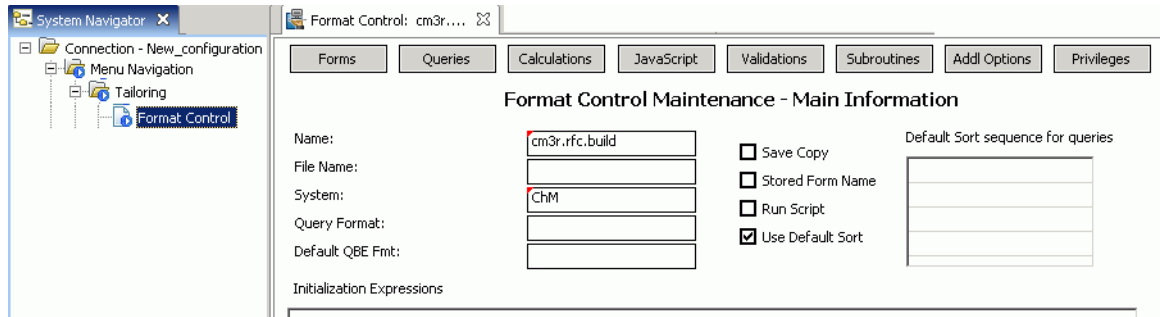 System Navigator
Format Control: cm3r....
Connection - New_configuration
Menu Navigation
Tailoring
Format Control
Forms Queries Calculations JavaScript Validations Subroutines Addl Options Privileges
Format Control Maintenance - Main Information
Name: cm3r.rfc.build
File Name:
System: ChM
Query Format:
Default QBE Fmt:
Save Copy
Stored Form Name
Run Script
Use Default Sort
Default Sort sequence for queries
Initialization Expressions